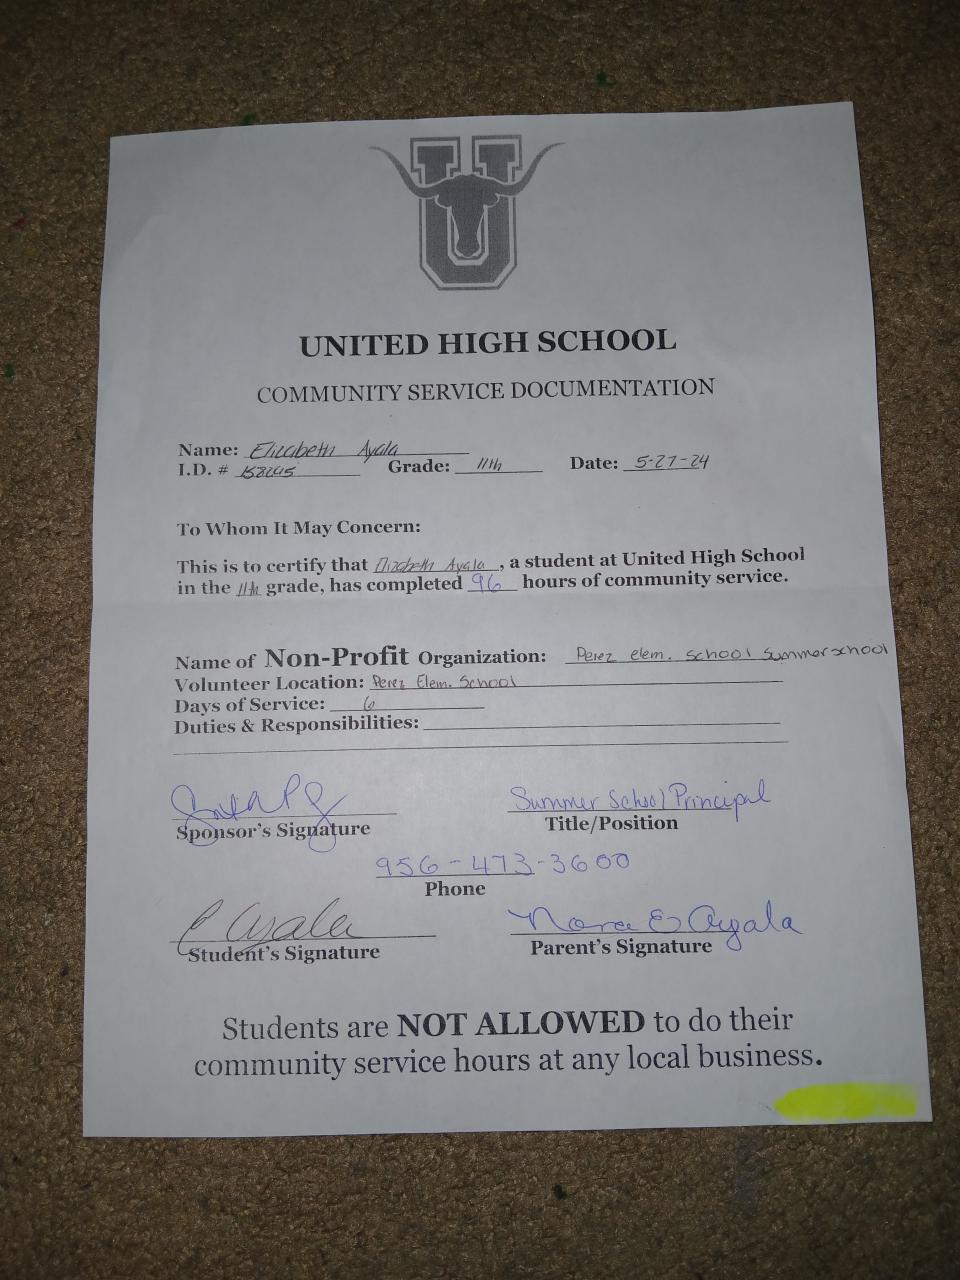 U
UNITED HIGH SCHOOL
COMMUNITY SERVICE DOCUMENTATION
Name: Elizabeth Ayala
I.D. # Grade: 11th Date: 5-27-24
To Whom It May Concern:
This is to certify that Elizabeth Ayala, a student at United High School
in the 11th grade, has completed 96 hours of community service.
Name of Non-Profit Organization: Perez elem. school summer school
Volunteer Location: Perez Elem. School
Days of Service: 6
Duties & Responsibilities:
Summer School Principal
Sponsor's Signature Title/Position
956-473-3600
Phone
Ayala Nora E Ayala
Student's Signature Parent's Signature
Students are NOT ALLOWED to do their
community service hours at any local business.